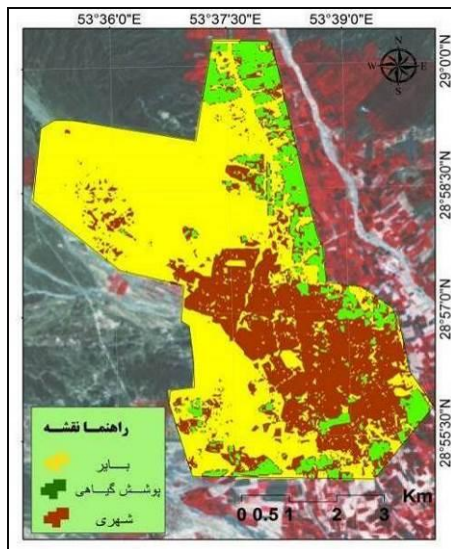 53°36'0"E 53°37'30"E 53°39'0"E
N
W E
S
29°0'0"N
28°58'30"N
28°57'0"N
28°55'30"N
راهنما نقشه
بایر
پوشش گیاهی
شهری
Km
0 0.5 1 2 3